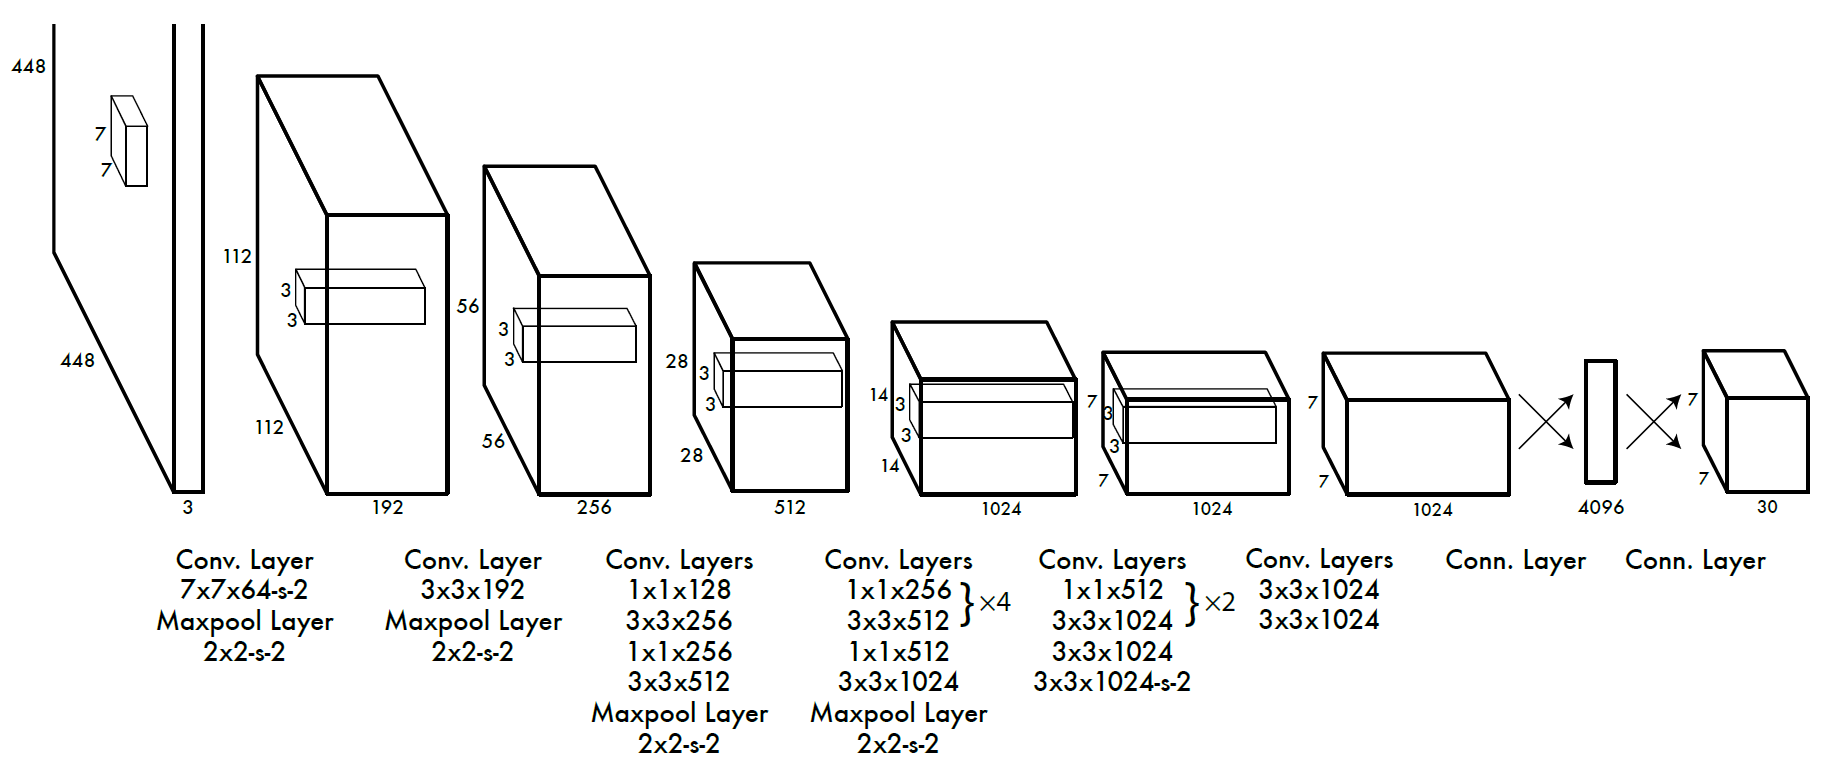 448
7
7
448
3
112
3
3
112
192
56
3
3
56
256
28
3
3
28
512
14
3
3
14
1024
7
3
3
7
1024
7
7
1024
4096
7
7
30
Conv. Layer
7x7x64-s-2
Maxpool Layer
2x2-s-2
Conv. Layer
3x3x192
Maxpool Layer
2x2-s-2
Conv. Layers
1x1x128
3x3x256
1x1x256
3x3x512
Maxpool Layer
2x2-s-2
Conv. Layers
1x1x256
3x3x512
} ×4
1x1x512
3x3x1024
Maxpool Layer
2x2-s-2
Conv. Layers
1x1x512
3x3x1024
} ×2
3x3x1024
3x3x1024-s-2
Conv. Layers
3x3x1024
3x3x1024
Conn. Layer
Conn. Layer